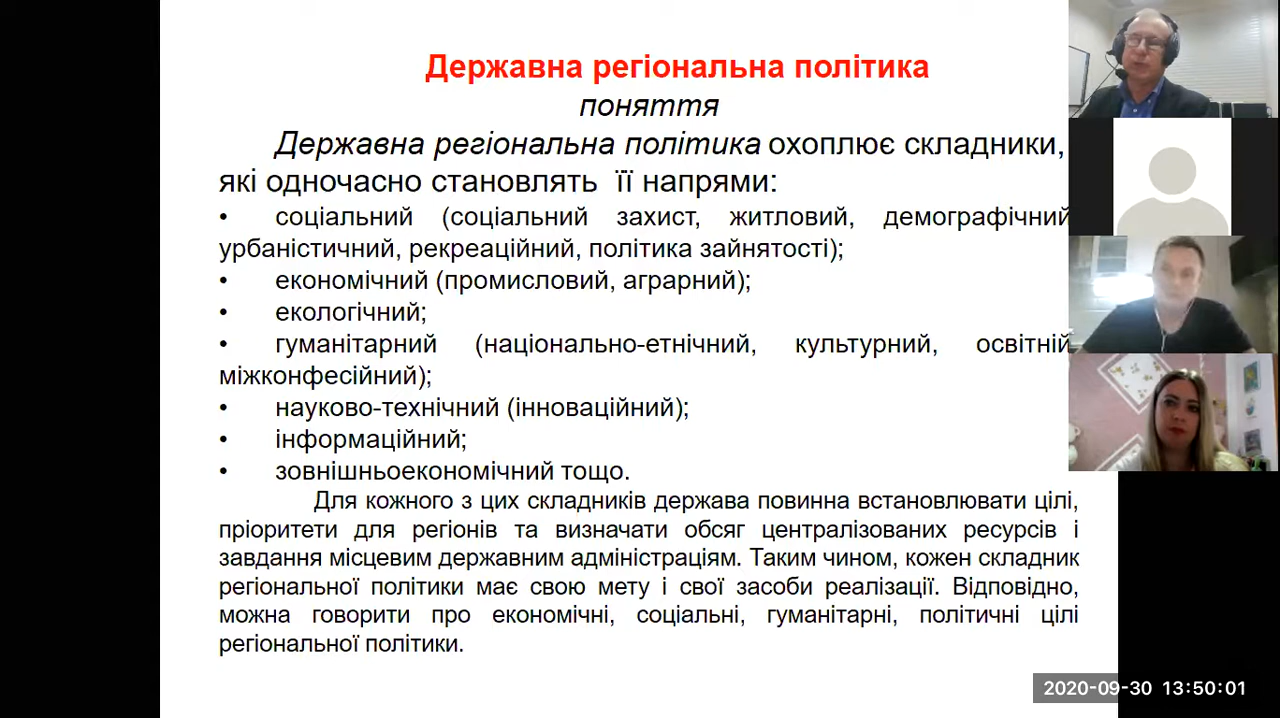 Державна регіональна політика
поняття
Державна регіональна політика охоплює складники,
які одночасно становлять її напрями:
• соціальний (соціальний захист, житловий, демографічний
урбаністичний, рекреаційний, політика зайнятості);
• економічний (промисловий, аграрний);
• екологічний;
• гуманітарний (національно-етнічний, культурний, освітній
міжконфесійний);
• науково-технічний (інноваційний);
• інформаційний;
• зовнішньоекономічний тощо.
Для кожного з цих складників держава повинна встановлювати цілі,
пріоритети для регіонів та визначати обсяг централізованих ресурсів і
завдання місцевим державним адміністраціям. Таким чином, кожен складник
регіональної політики має свою мету і свої засоби реалізації. Відповідно,
можна говорити про економічні, соціальні, гуманітарні, політичні цілі
регіональної політики.
2020-09-30 13:50:01